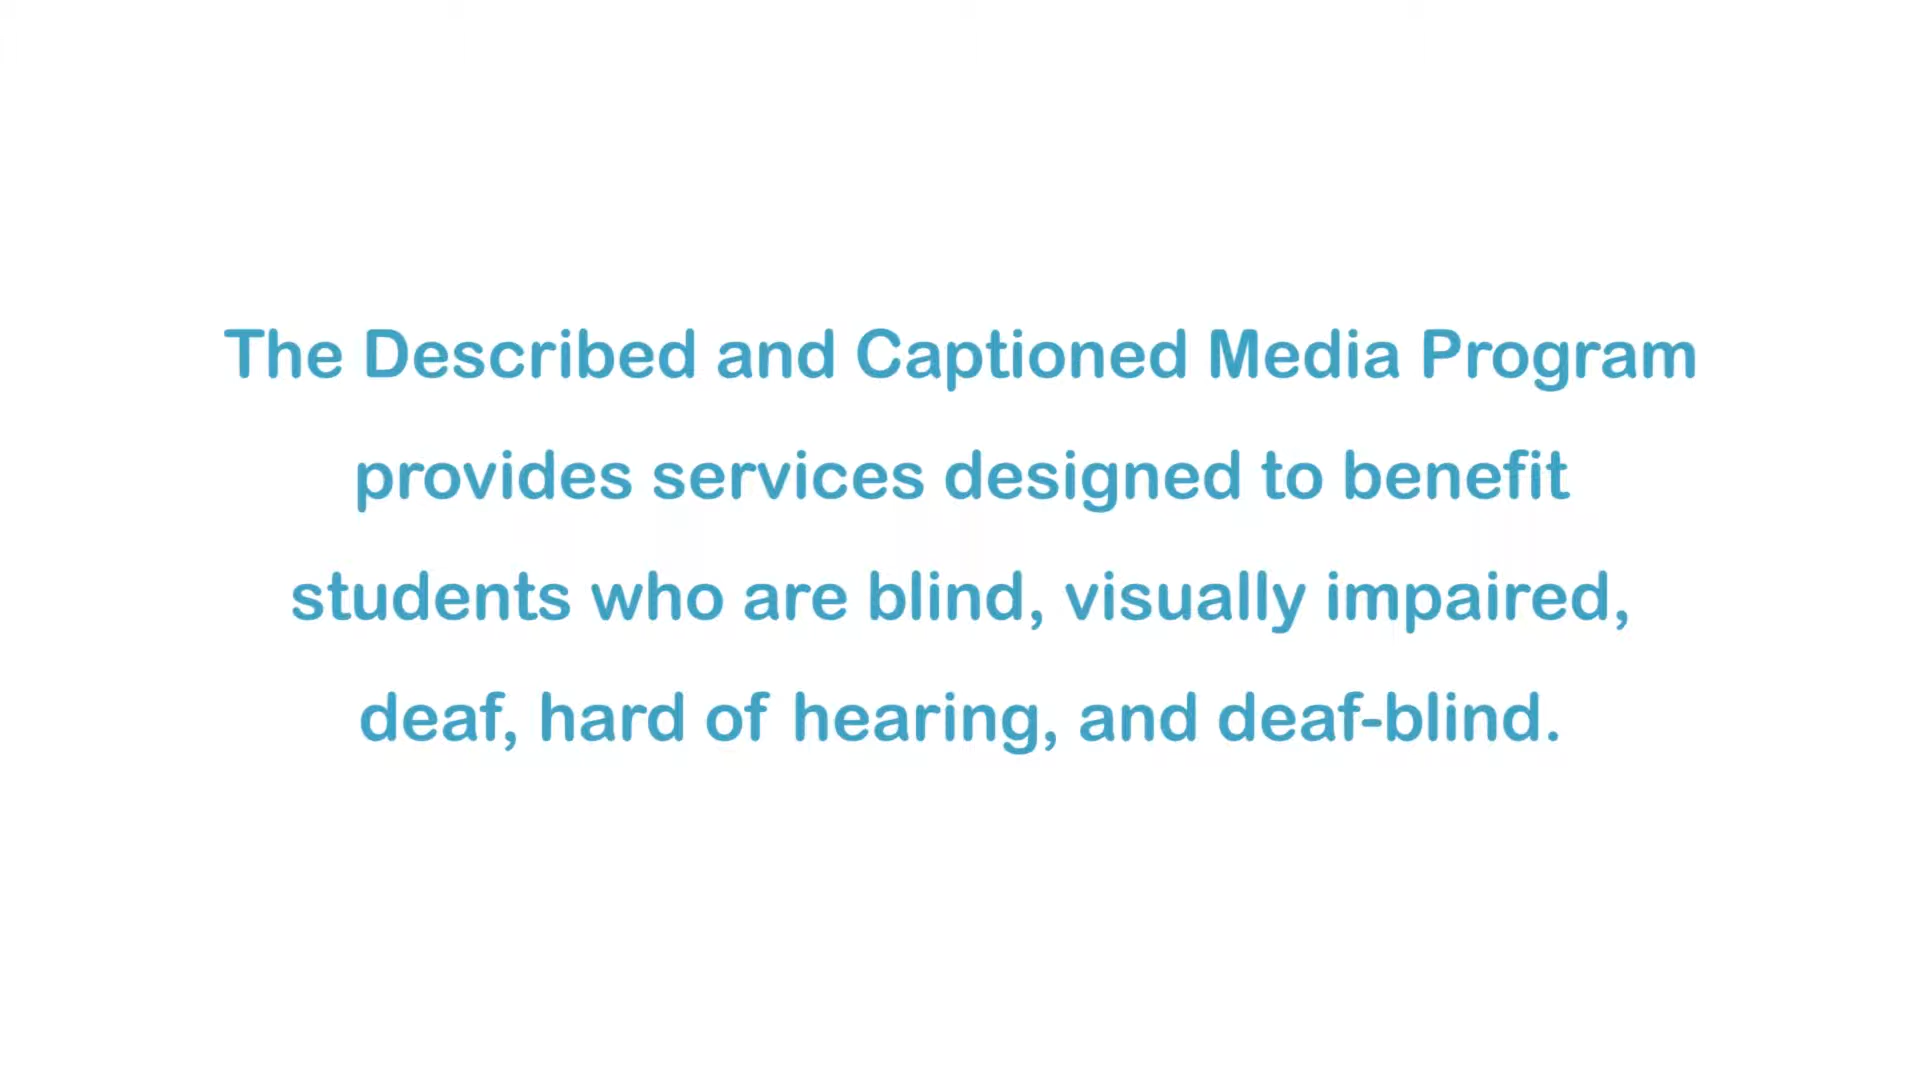 The Described and Captioned Media Program
provides services designed to benefit
students who are blind, visually impaired,
deaf, hard of hearing, and deaf-blind.